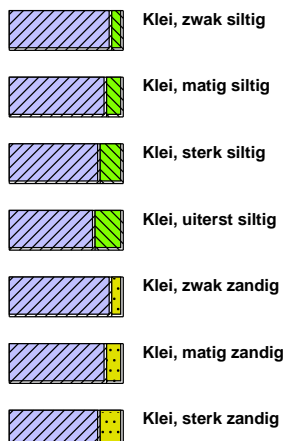 Klei, zwak siltig
Klei, matig siltig
Klei, sterk siltig
Klei, uiterst siltig
Klei, zwak zandig
Klei, matig zandig
Klei, sterk zandig